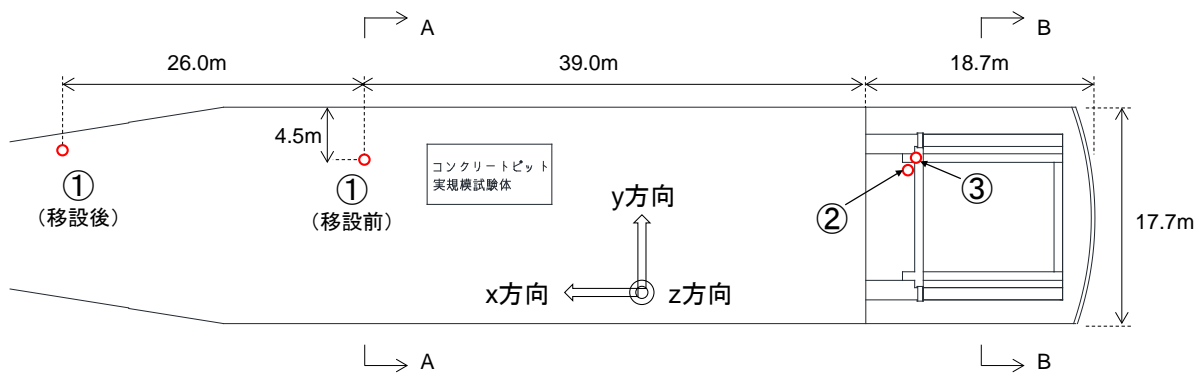 A
B
26.0m
39.0m
18.7m
4.5m
コンクリートピット
実規模試験体
①
(移設後)
①
(移設前)
②
③
y方向
17.7m
x方向
z方向
A
B